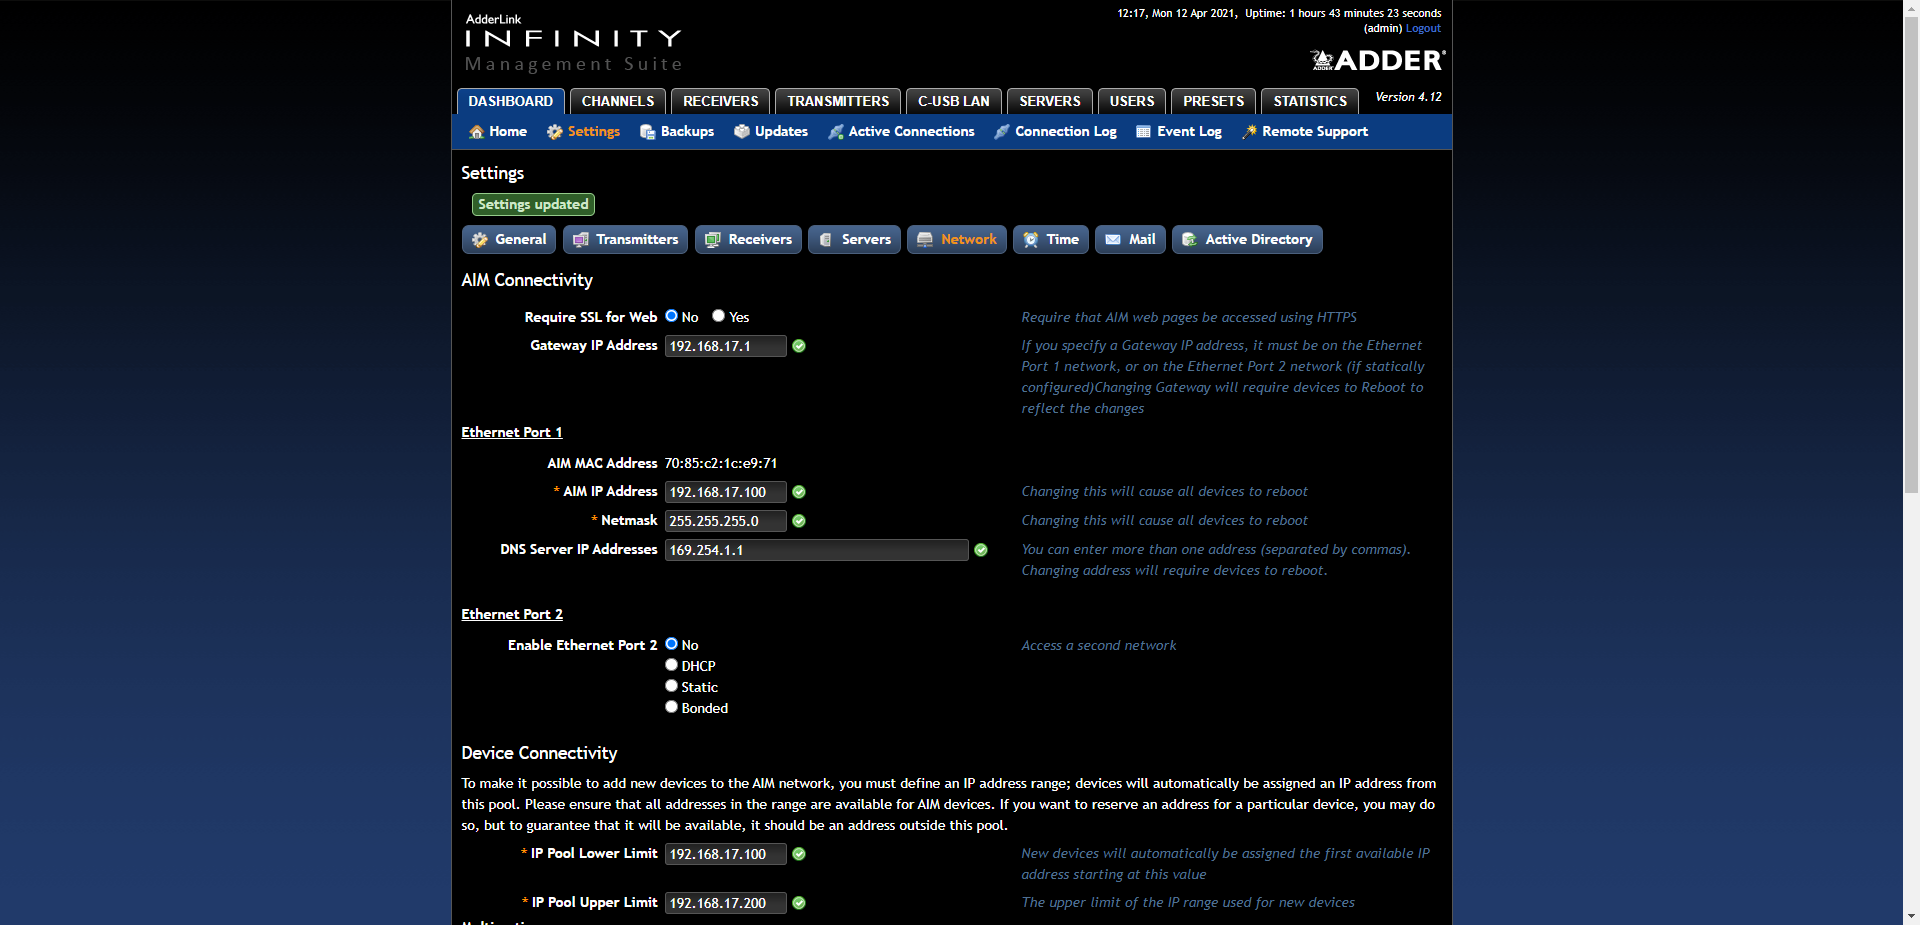 AdderLink
INFINITY
Management Suite
12:17, Mon 12 Apr 2021, Uptime: 1 hours 43 minutes 23 seconds
(admin) Logout
ADDER
ADDER®
DASHBOARD CHANNELS RECEIVERS TRANSMITTERS C-USB LAN SERVERS USERS PRESETS STATISTICS Version 4.12
Home Settings Backups Updates Active Connections Connection Log Event Log Remote Support
Settings
Settings updated
General Transmitters Receivers Servers Network Time Mail Active Directory
AIM Connectivity
Require SSL for Web No Yes Require that AIM web pages be accessed using HTTPS
Gateway IP Address 192.168.17.1 If you specify a Gateway IP address, it must be on the Ethernet
Port 1 network, or on the Ethernet Port 2 network (if statically
configured)Changing Gateway will require devices to Reboot to
reflect the changes
Ethernet Port 1
AIM MAC Address 70:85:c2:1c:e9:71
* AIM IP Address 192.168.17.100 Changing this will cause all devices to reboot
* Netmask 255.255.255.0 Changing this will cause all devices to reboot
DNS Server IP Addresses 169.254.1.1 You can enter more than one address (separated by commas).
Changing address will require devices to reboot.
Ethernet Port 2
Enable Ethernet Port 2 No Access a second network
DHCP
Static
Bonded
Device Connectivity
To make it possible to add new devices to the AIM network, you must define an IP address range; devices will automatically be assigned an IP address from
this pool. Please ensure that all addresses in the range are available for AIM devices. If you want to reserve an address for a particular device, you may do
so, but to guarantee that it will be available, it should be an address outside this pool.
* IP Pool Lower Limit 192.168.17.100 New devices will automatically be assigned the first available IP
address starting at this value
* IP Pool Upper Limit 192.168.17.200 The upper limit of the IP range used for new devices